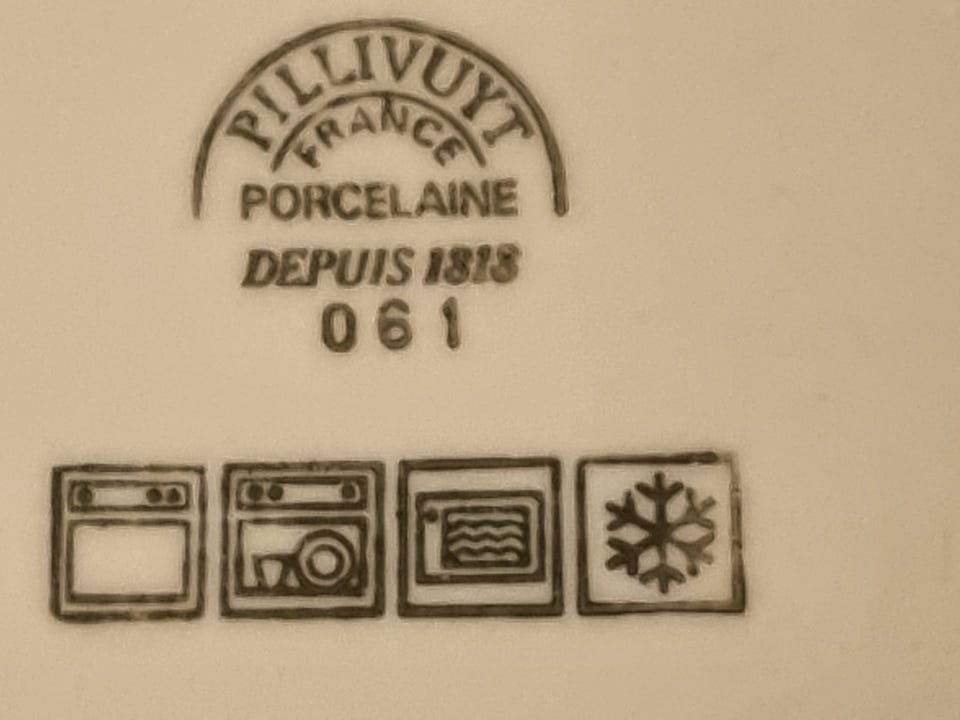 PILLIVUYT
FRANCE
PORCELAINE
DEPUIS 1818
061